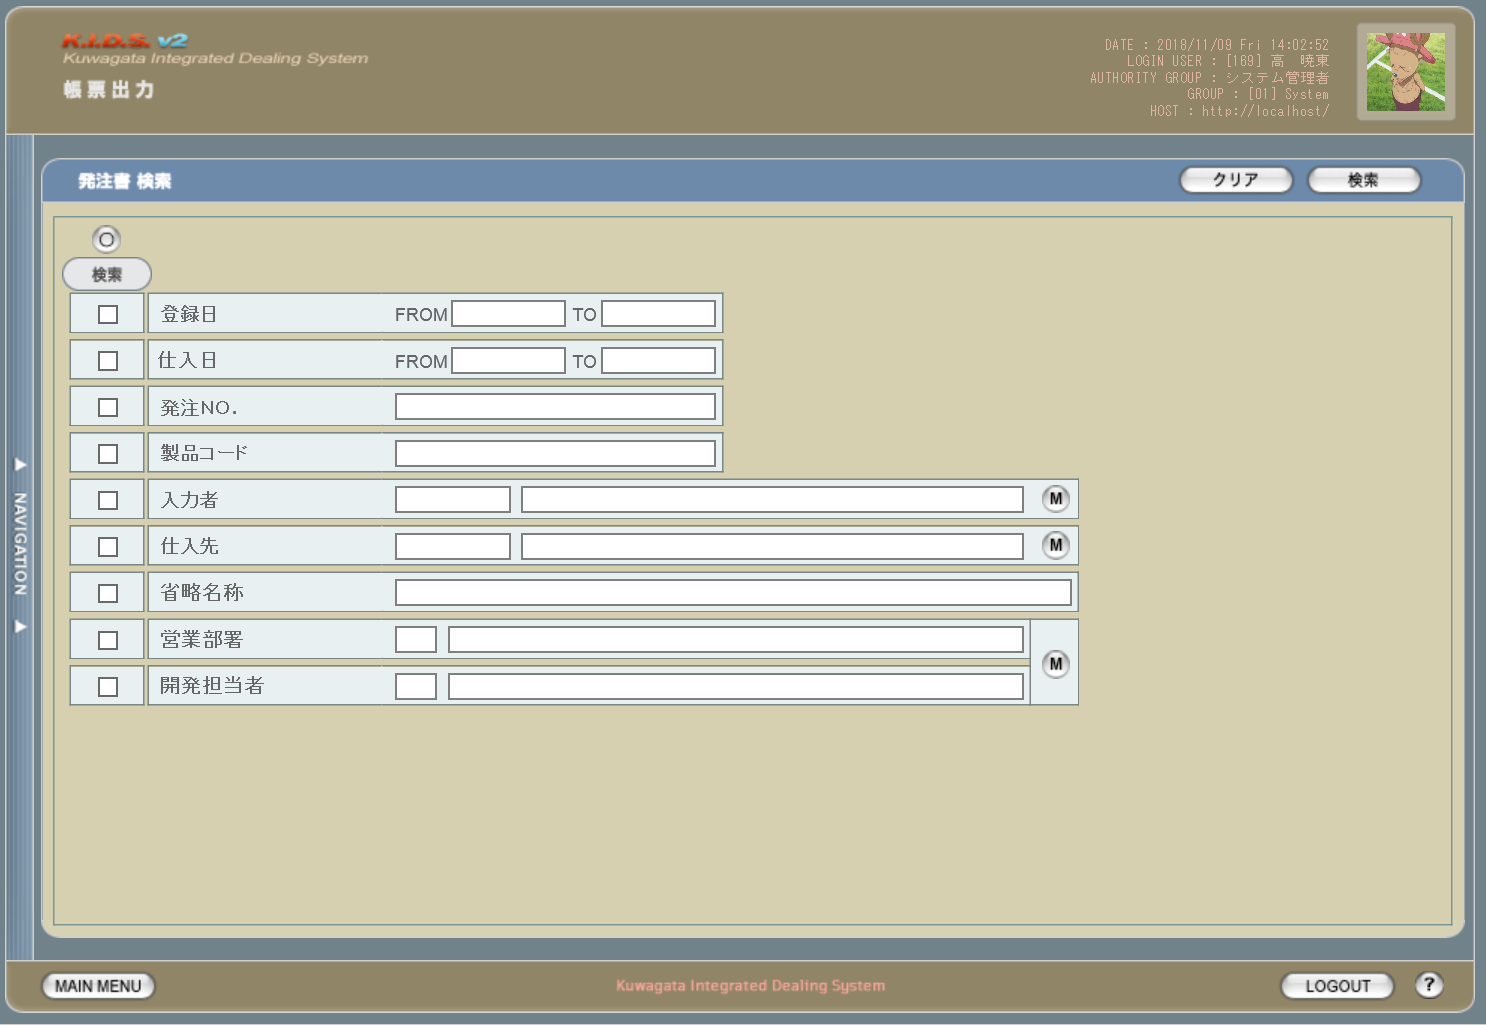 K.I.D.S. v2
Kuwagata Integrated Dealing System
帳票出力
DATE : 2018/11/09 Fri 14:02:52
LOGIN USER : [169] 高　暁東
AUTHORITY GROUP : システム管理者
GROUP : [01] System
HOST : http://localhost/
発注書 検索
クリア
検索
検索
登録日 FROM TO
仕入日 FROM TO
発注NO.
製品コード
入力者 M
仕入先 M
省略名称
営業部署
M
開発担当者
NAVIGATION
MAIN MENU
Kuwagata Integrated Dealing System
LOGOUT
?